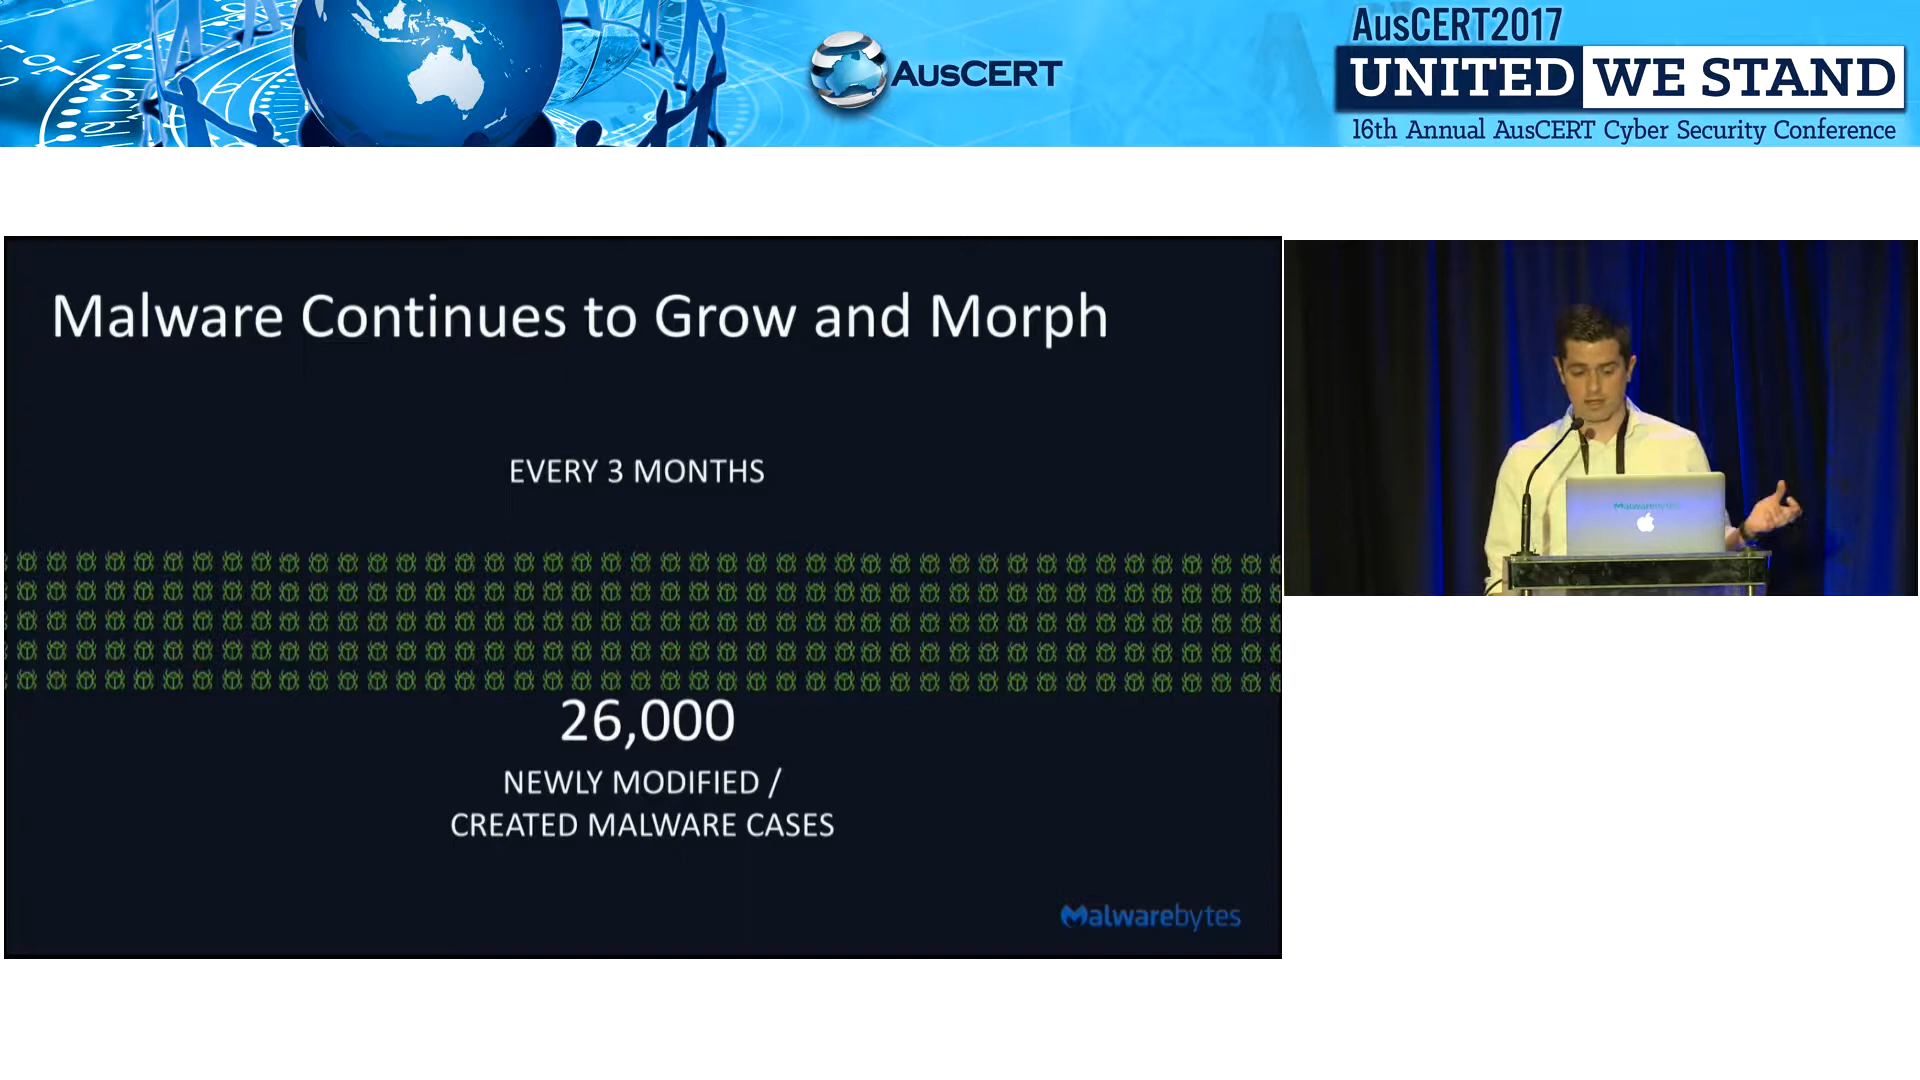 AusCERT
AusCERT2017
UNITED WE STAND
16th Annual AusCERT Cyber Security Conference
Malware Continues to Grow and Morph
EVERY 3 MONTHS
26,000
NEWLY MODIFIED /
CREATED MALWARE CASES
Malwarebytes
Malwarebytes